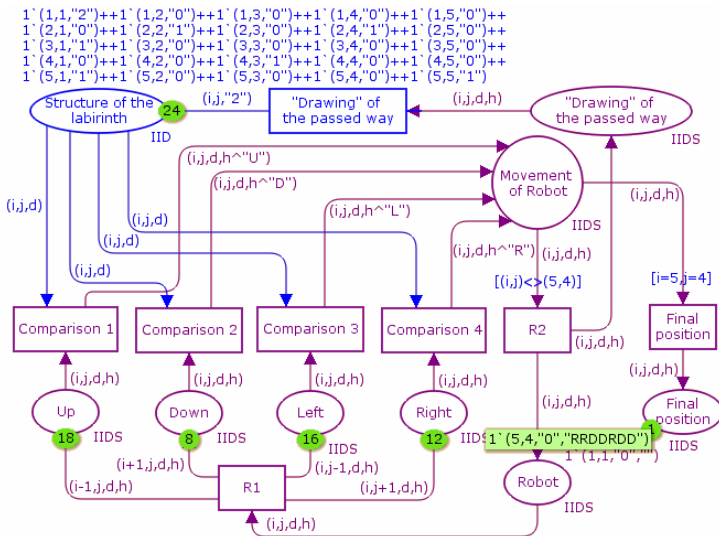 1`(1,1,"2")++1`(1,2,"0")++1`(1,3,"0")++1`(1,4,"0")++1`(1,5,"0")++
1`(2,1,"0")++1`(2,2,"1")++1`(2,3,"0")++1`(2,4,"1")++1`(2,5,"0")++
1`(3,1,"1")++1`(3,2,"0")++1`(3,3,"0")++1`(3,4,"0")++1`(3,5,"0")++
1`(4,1,"0")++1`(4,2,"0")++1`(4,3,"1")++1`(4,4,"0")++1`(4,5,"0")++
1`(5,1,"1")++1`(5,2,"0")++1`(5,3,"0")++1`(5,4,"0")++1`(5,5,"1")
Structure of the
labirinth
24
IID
(i,j,"2")
"Drawing" of
the passed way
(i,j,d,h)
"Drawing" of
the passed way
IIDS
(i,j,d,h^"U")
(i,j,d,h^"D")
(i,j,d,h^"L")
(i,j,d,h^"R")
Movement
of Robot
IIDS
(i,j,d,h)
(i,j,d,h)
(i,j,d)
(i,j,d)
(i,j,d)
(i,j,d)
[(i,j)<>(5,4)]
[i=5,j=4]
Comparison 1
Comparison 2
Comparison 3
Comparison 4
R2
(i,j,d,h)
Final
position
(i,j,d,h)
(i,j,d,h)
(i,j,d,h)
(i,j,d,h)
(i,j,d,h)
(i,j,d,h)
(i,j,d,h)
Up
18
IIDS
Down
8
IIDS
Left
16
IIDS
Right
12
IIDS
Final
position
1
IIDS
1`(5,4,"0","RRDDRDD")
1`(1,1,"0","")
(i-1,j,d,h)
(i+1,j,d,h)
(i,j-1,d,h)
(i,j+1,d,h)
R1
Robot
IIDS
(i,j,d,h)